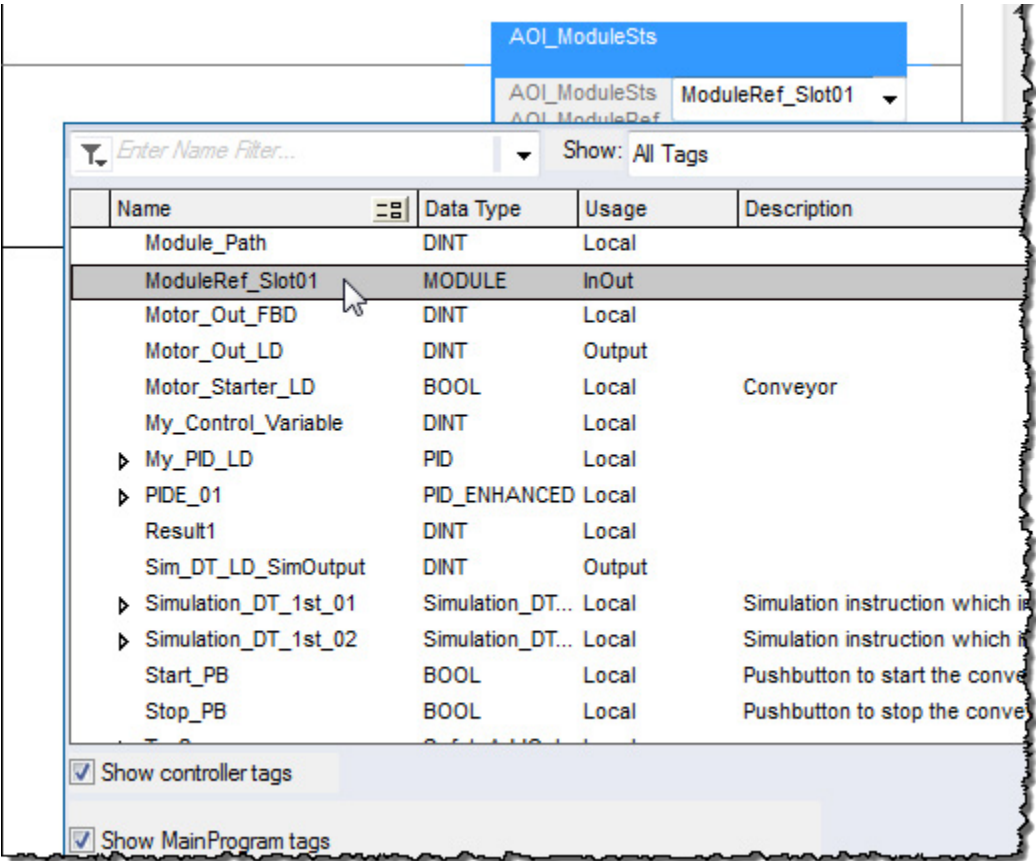 AOI_ModuleSts
AOI_ModuleSts ModuleRef_Slot01
AOI_ModuleRef
Enter Name Filter... Show: All Tags
Name Data Type Usage Description
Module_Path DINT Local
ModuleRef_Slot01 MODULE InOut
Motor_Out_FBD DINT Local
Motor_Out_LD DINT Output
Motor_Starter_LD BOOL Local Conveyor
My_Control_Variable DINT Local
My_PID_LD PID Local
PIDE_01 PID_ENHANCED Local
Result1 DINT Local
Sim_DT_LD_SimOutput DINT Output
Simulation_DT_1st_01 Simulation_DT... Local Simulation instruction which
Simulation_DT_1st_02 Simulation_DT... Local Simulation instruction which
Start_PB BOOL Local Pushbutton to start the conve
Stop_PB BOOL Local Pushbutton to stop the conve
Show controller tags
Show MainProgram tags